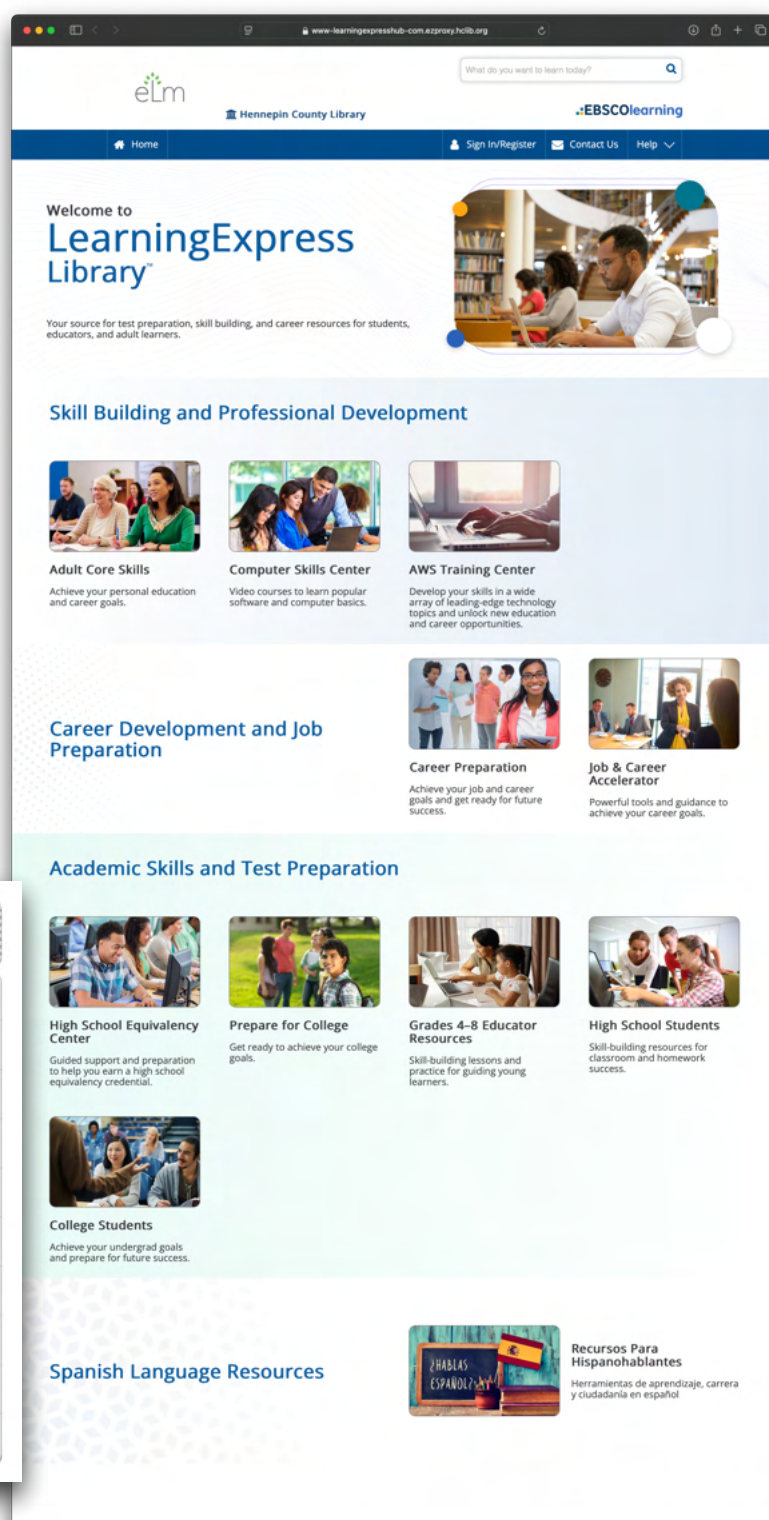 www-learningexpresshub-com.ezproxy.hclib.org
What do you want to learn today?
elm
Hennepin County Library
EBSCOlearning
Home
Sign In/Register
Contact Us
Help
Welcome to
LearningExpress
Library™
Your source for test preparation, skill building, and career resources for students,
educators, and adult learners.
Skill Building and Professional Development
Adult Core Skills
Achieve your personal education
and career goals.
Computer Skills Center
Video courses to learn popular
software and computer basics.
AWS Training Center
Develop your skills in a wide
array of leading-edge technology
topics and unlock new education
and career opportunities.
Career Development and Job
Preparation
Career Preparation
Achieve your job and career
goals and get ready for future
success.
Job & Career
Accelerator
Powerful tools and guidance to
achieve your career goals.
Academic Skills and Test Preparation
High School Equivalency
Center
Guided support and preparation
to help you earn a high school
equivalency credential.
Prepare for College
Get ready to achieve your college
goals.
Grades 4–8 Educator
Resources
Skill-building lessons and
practice for guiding young
learners.
High School Students
Skill-building resources for
classroom and homework
success.
College Students
Achieve your undergrad goals
and prepare for future success.
Spanish Language Resources
¿HABLAS
ESPAÑOL?
Recursos Para
Hispanohablantes
Herramientas de aprendizaje, carrera
y ciudadanía en español